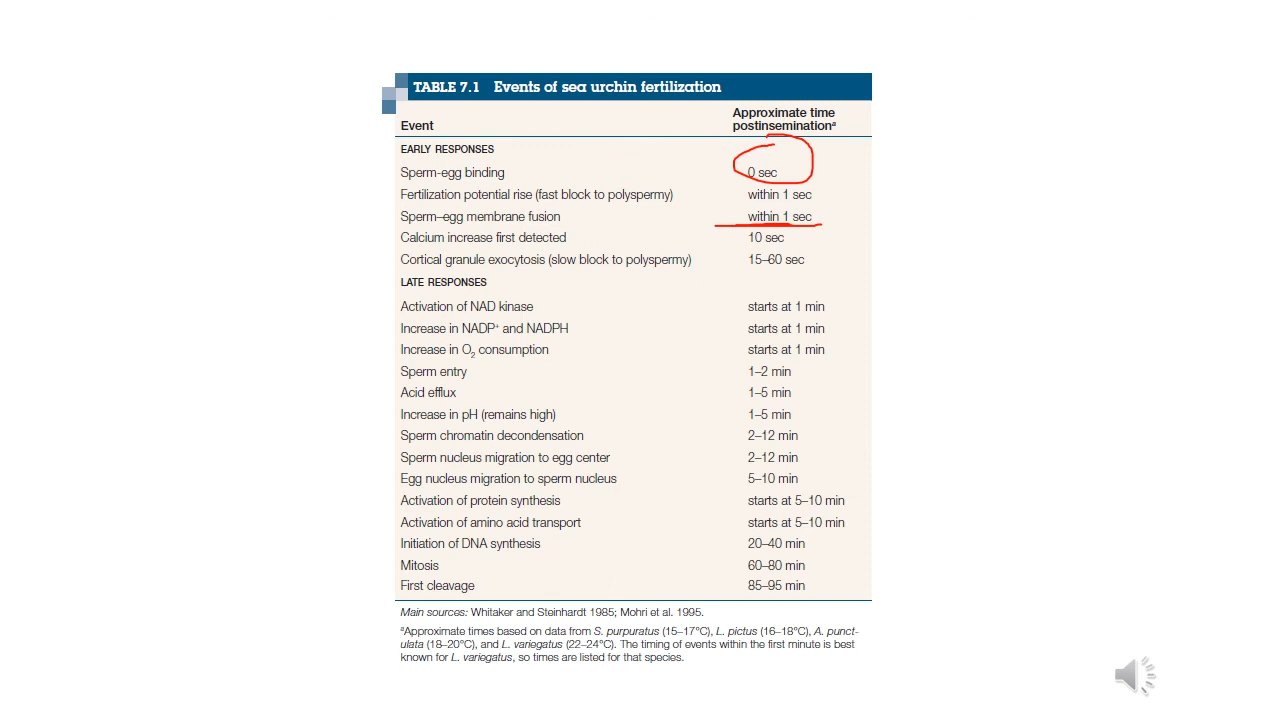 TABLE 7.1 Events of sea urchin fertilization
Event Approximate time postinseminationᵃ
EARLY RESPONSES
Sperm-egg binding 0 sec
Fertilization potential rise (fast block to polyspermy) within 1 sec
Sperm–egg membrane fusion within 1 sec
Calcium increase first detected 10 sec
Cortical granule exocytosis (slow block to polyspermy) 15–60 sec
LATE RESPONSES
Activation of NAD kinase starts at 1 min
Increase in NADP⁺ and NADPH starts at 1 min
Increase in O₂ consumption starts at 1 min
Sperm entry 1–2 min
Acid efflux 1–5 min
Increase in pH (remains high) 1–5 min
Sperm chromatin decondensation 2–12 min
Sperm nucleus migration to egg center 2–12 min
Egg nucleus migration to sperm nucleus 5–10 min
Activation of protein synthesis starts at 5–10 min
Activation of amino acid transport starts at 5–10 min
Initiation of DNA synthesis 20–40 min
Mitosis 60–80 min
First cleavage 85–95 min
Main sources: Whitaker and Steinhardt 1985; Mohri et al. 1995.
ᵃApproximate times based on data from S. purpuratus (15–17°C), L. pictus (16–18°C), A. punct-
ulata (18–20°C), and L. variegatus (22–24°C). The timing of events within the first minute is best
known for L. variegatus, so times are listed for that species.